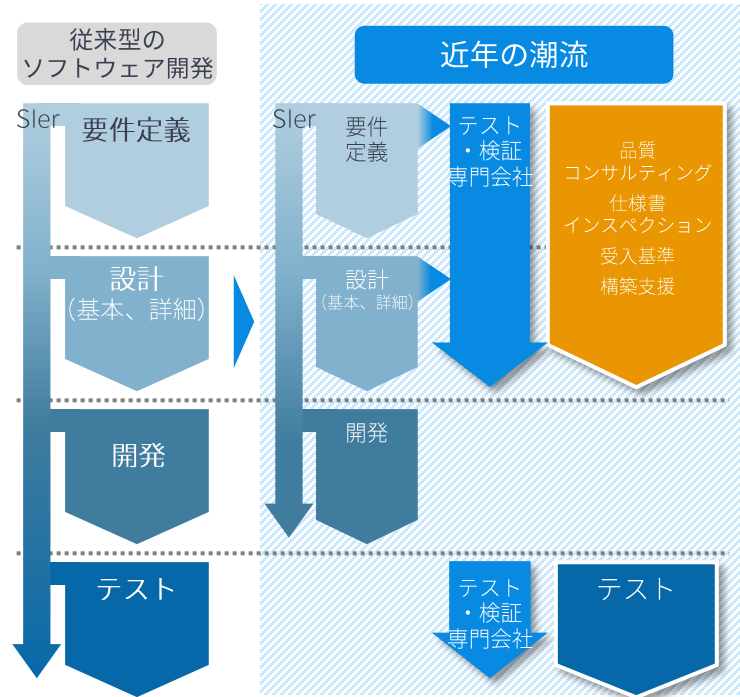 従来型の
ソフトウェア開発
SIer
要件定義
設計
（基本、詳細）
開発
テスト
近年の潮流
SIer
要件
定義
設計
（基本、詳細）
開発
テスト
・検証
専門会社
品質
コンサルティング
仕様書
インスペクション
受入基準
構築支援
テスト
・検証
専門会社
テスト